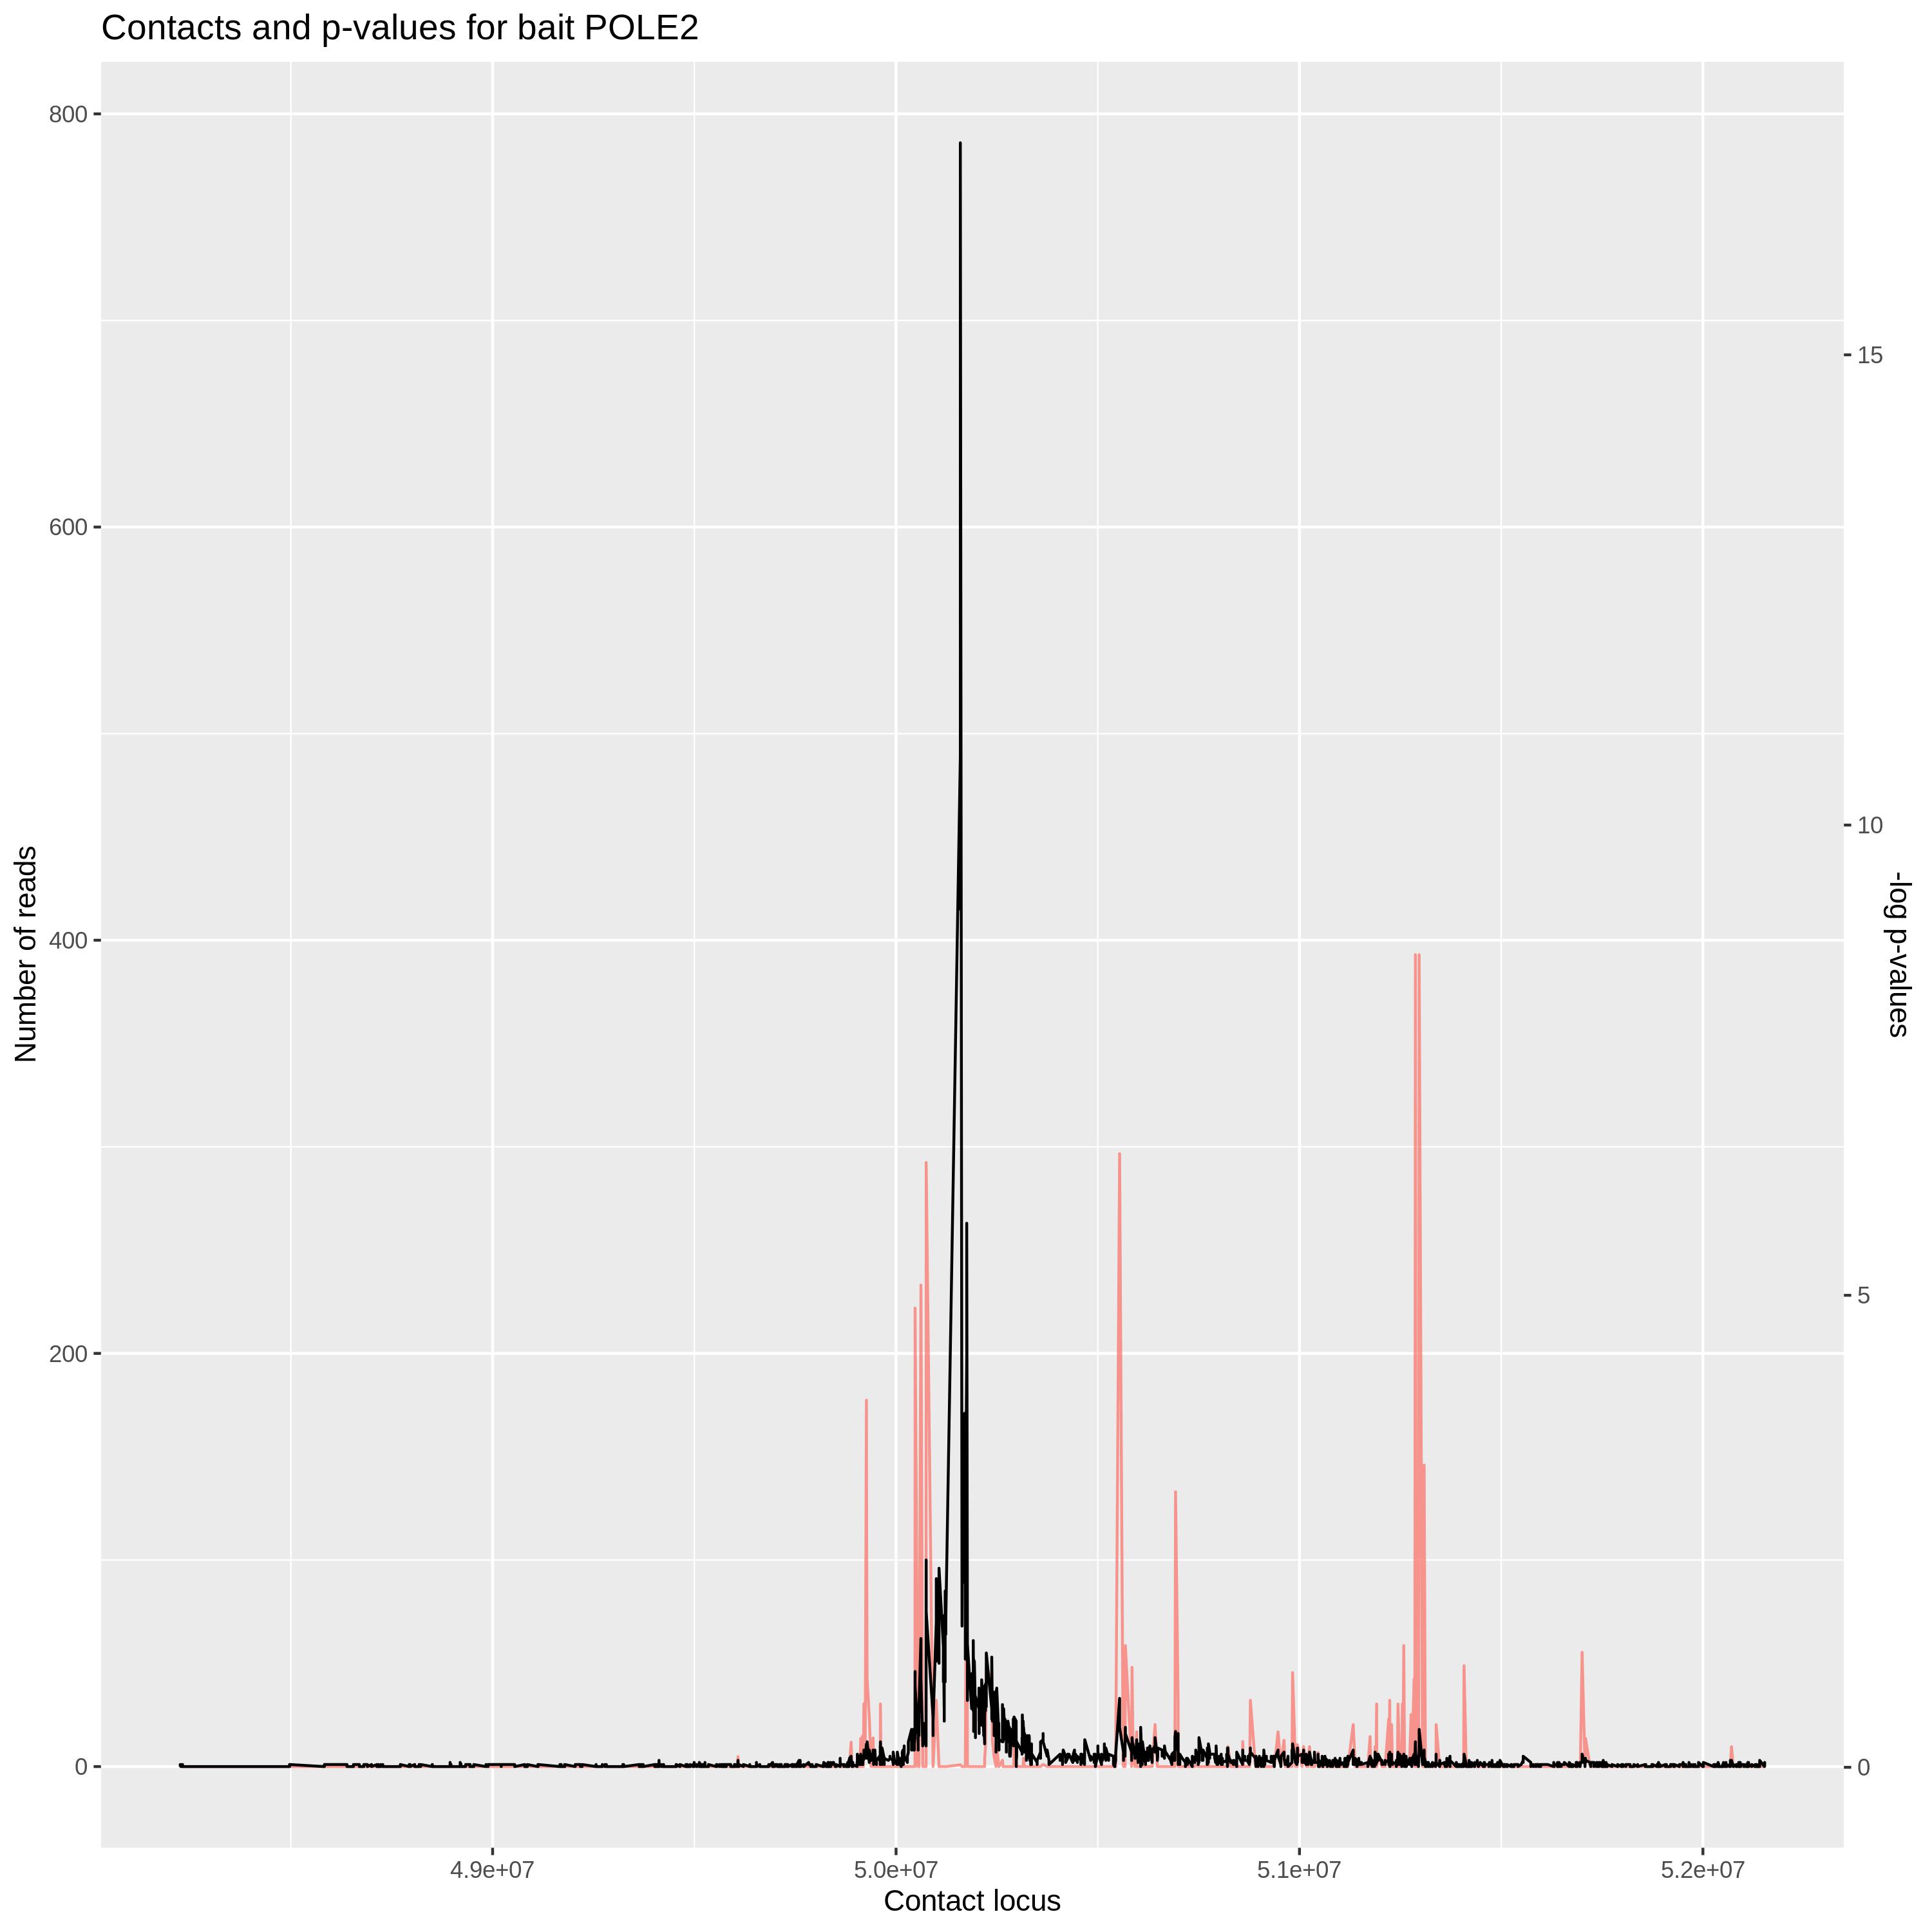 Contacts and p-values for bait POLE2
800
600
400
200
0
Number of reads
15
10
5
0
-log p-values
4.9e+07
5.0e+07
5.1e+07
5.2e+07
Contact locus